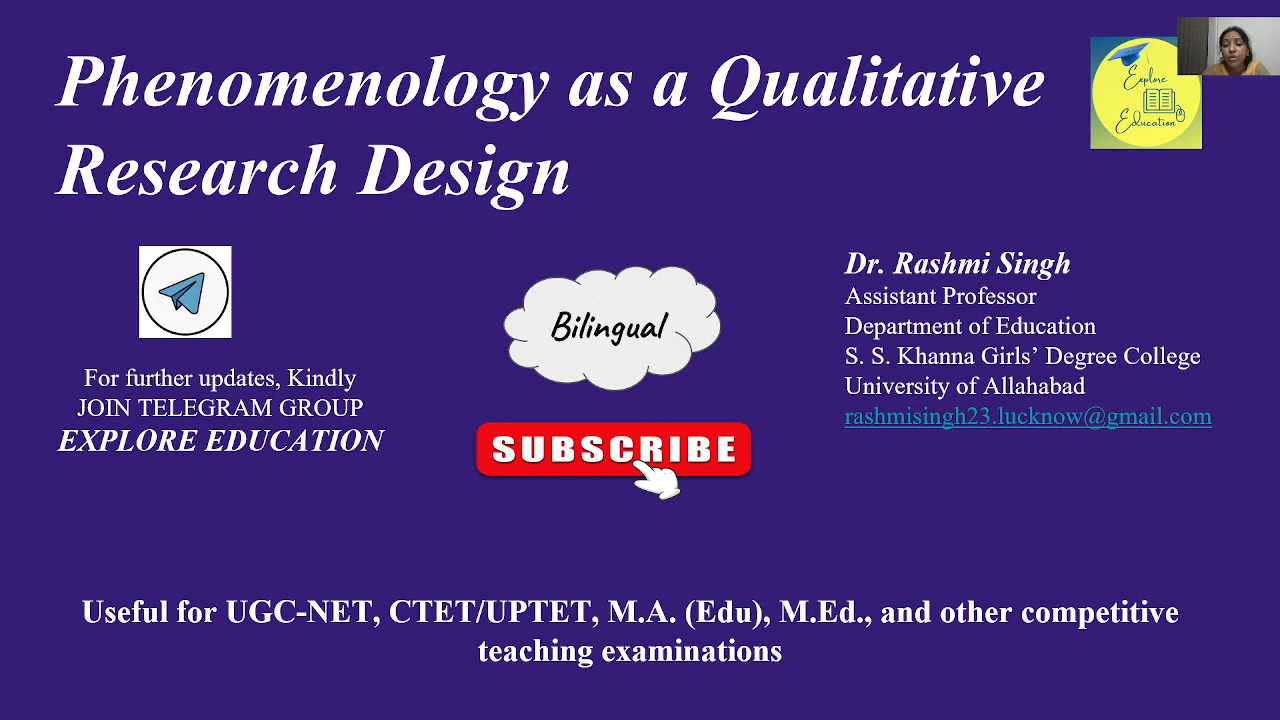 Phenomenology as a Qualitative
Research Design
Explore
Education
For further updates, Kindly
JOIN TELEGRAM GROUP
EXPLORE EDUCATION
Bilingual
SUBSCRIBE
Dr. Rashmi Singh
Assistant Professor
Department of Education
S. S. Khanna Girls’ Degree College
University of Allahabad
rashmisingh23.lucknow@gmail.com
Useful for UGC-NET, CTET/UPTET, M.A. (Edu), M.Ed., and other competitive
teaching examinations